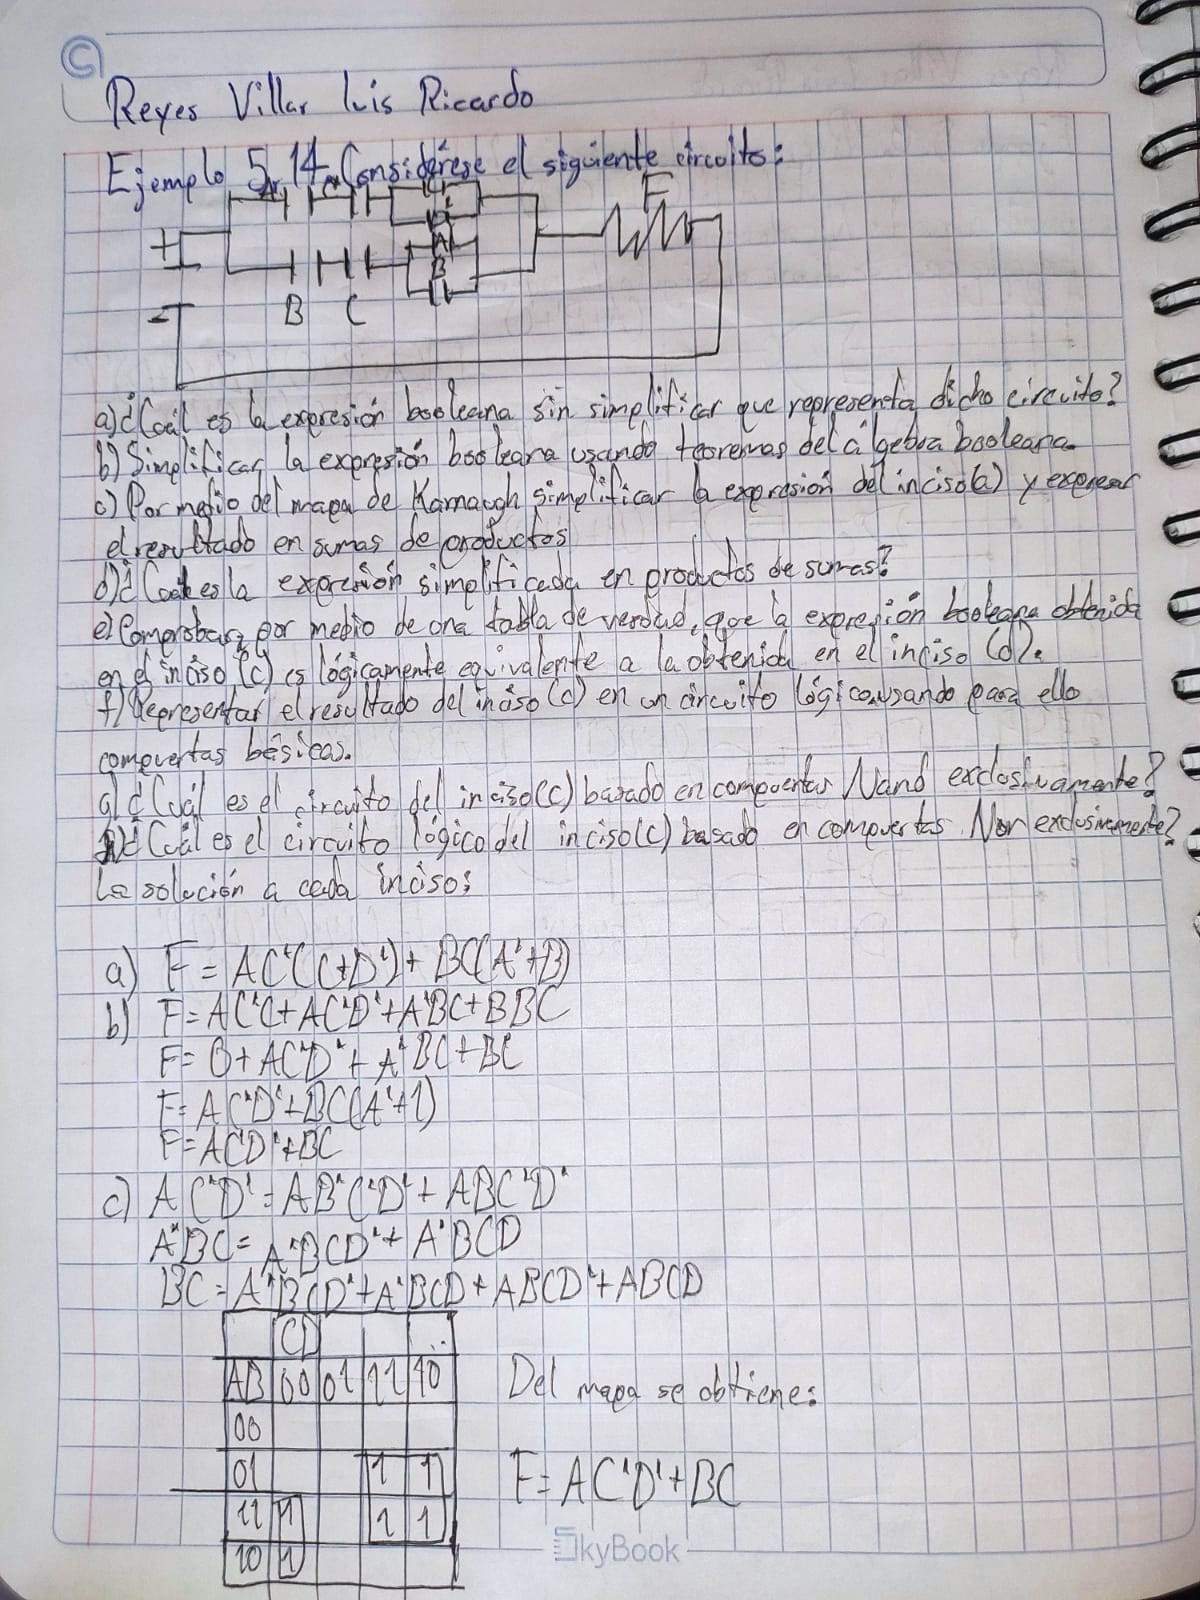 Reyes Villar Luis Ricardo
Ejemplo 5.14. Considérese el siguiente circuito:
A C' F
+
A'
B
-
B C
a) ¿Cuál es la expresión booleana sin simplificar que representa dicho circuito?
b) Simplificar la expresión booleana usando teoremas del álgebra booleana.
c) Por medio del mapa de Karnaugh simplificar la expresión del inciso (a) y expresar
el resultado en sumas de productos
d) ¿Cuál es la expresión simplificada en productos de sumas?
e) Comprobar, por medio de una tabla de verdad, que la expresión booleana obtenida
en el inciso (c) es lógicamente equivalente a la obtenida en el inciso (d).
f) Representar el resultado del inciso (c) en un circuito lógico, usando para ello
compuertas básicas.
g) ¿Cuál es el circuito del inciso (c) basado en compuertas Nand exclusivamente?
h) ¿Cuál es el circuito lógico del inciso (c) basado en compuertas Nor exclusivamente?
La solución a cada inciso:
a) F = AC'(C+D') + BC(A'+B)
b) F = AC'C + AC'D' + A'BC + BBC
F = 0 + AC'D' + A'BC + BC
F = AC'D' + BC(A'+1)
F = AC'D' + BC
c) AC'D' = AB'C'D' + ABC'D'
A'BC = A'BCD' + A'BCD
BC = A'BCD' + A'BCD + ABCD' + ABCD
CD
AB 00 01 11 10
00
01 1 1
11 1 1 1
10 1
Del mapa se obtiene:
F = AC'D' + BC
SkyBook